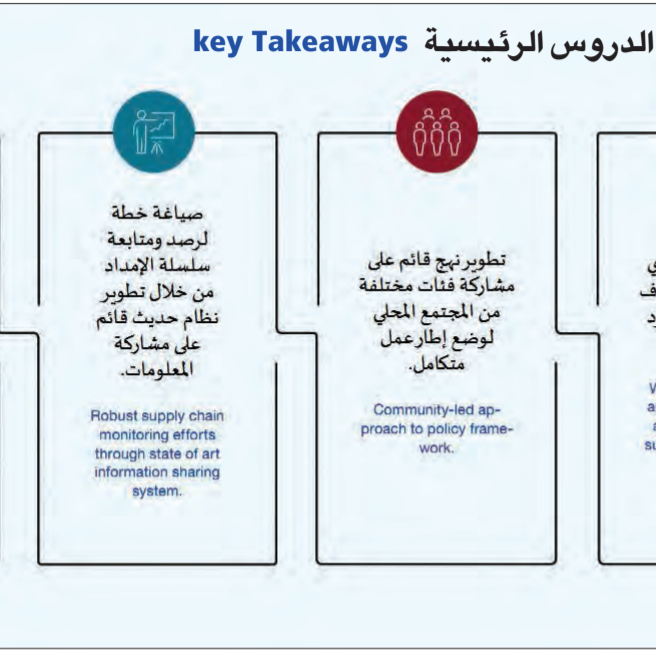 الدروس الرئيسية key Takeaways
تطوير نهج قائم على
مشاركة فئات مختلفة
من المجتمع المحلي
لوضع إطار عمل
متكامل.
Community-led ap-
proach to policy frame-
work.
صياغة خطة
لرصد ومتابعة
سلسلة الإمداد
من خلال تطوير
نظام حديث قائم
على مشاركة
المعلومات.
Robust supply chain
monitoring efforts
through state of art
information sharing
system.